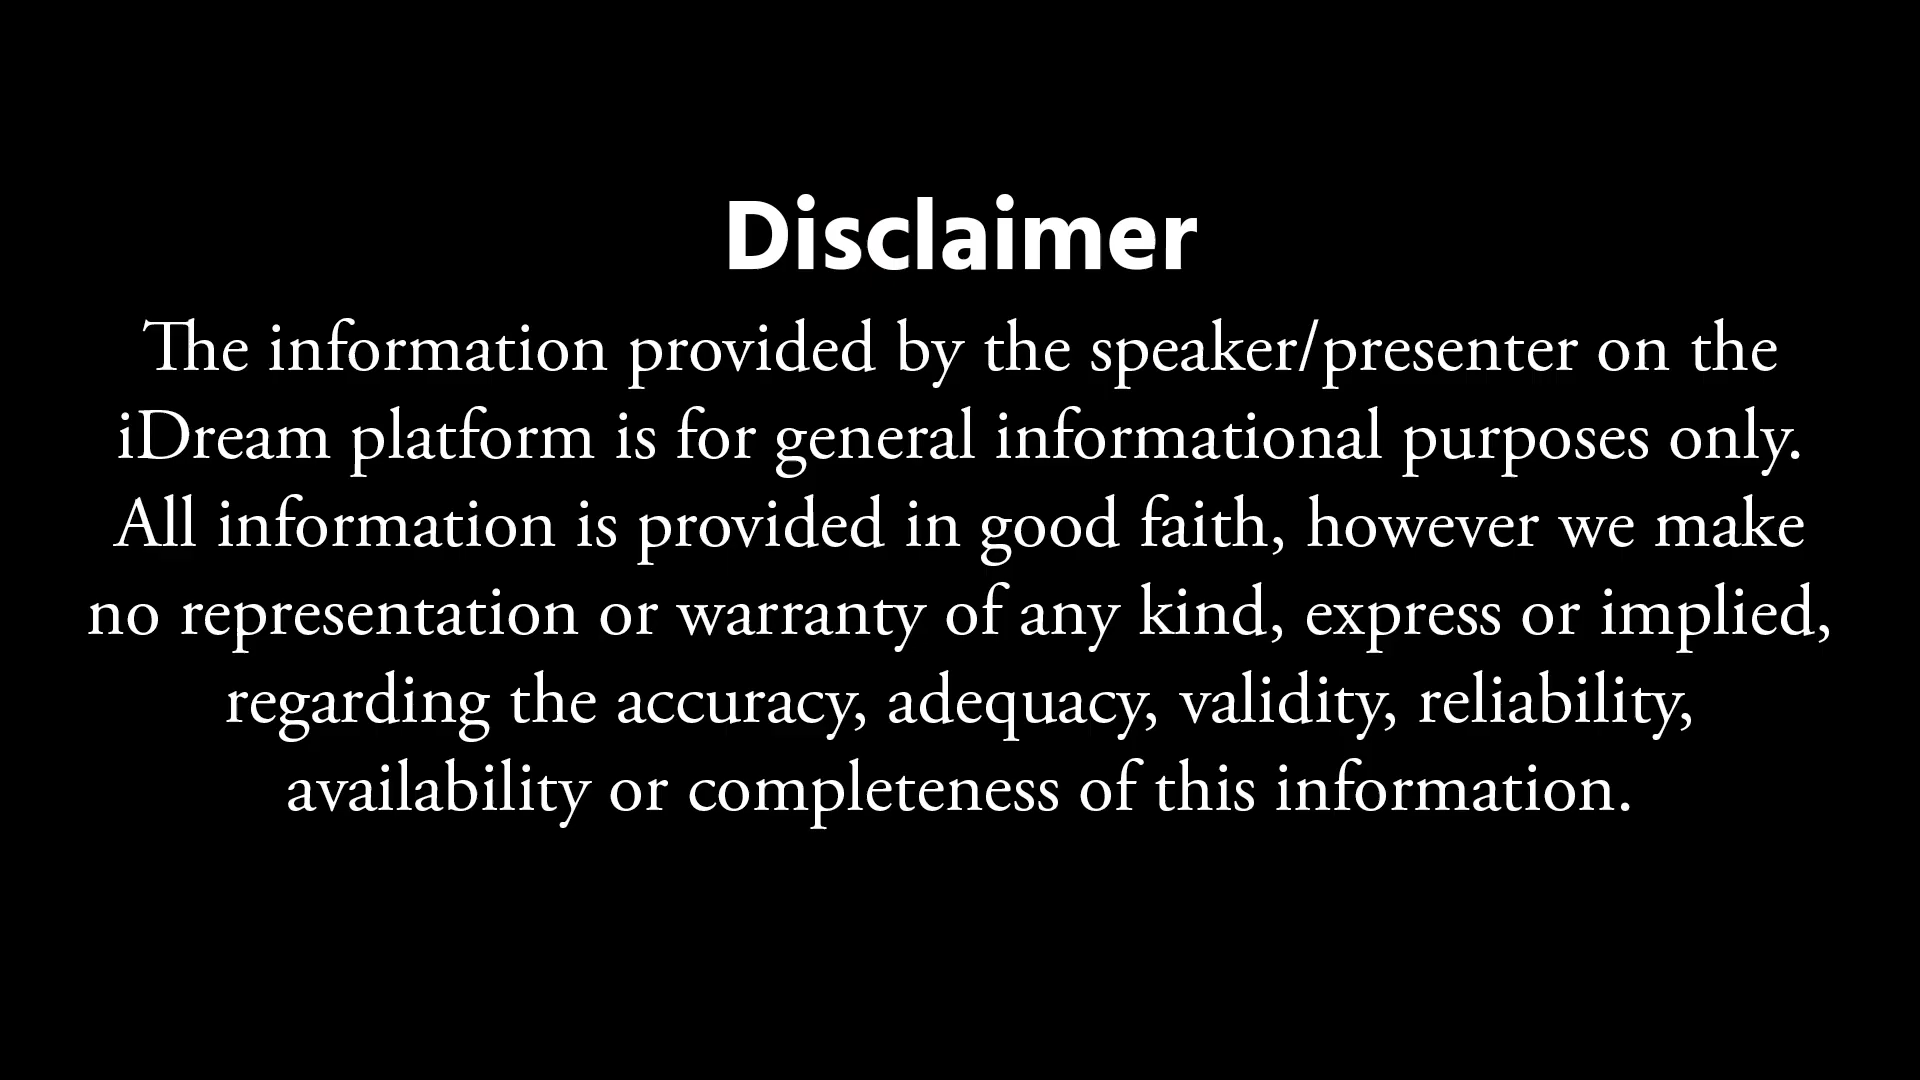 Disclaimer
The information provided by the speaker/presenter on the
iDream platform is for general informational purposes only.
All information is provided in good faith, however we make
no representation or warranty of any kind, express or implied,
regarding the accuracy, adequacy, validity, reliability,
availability or completeness of this information.